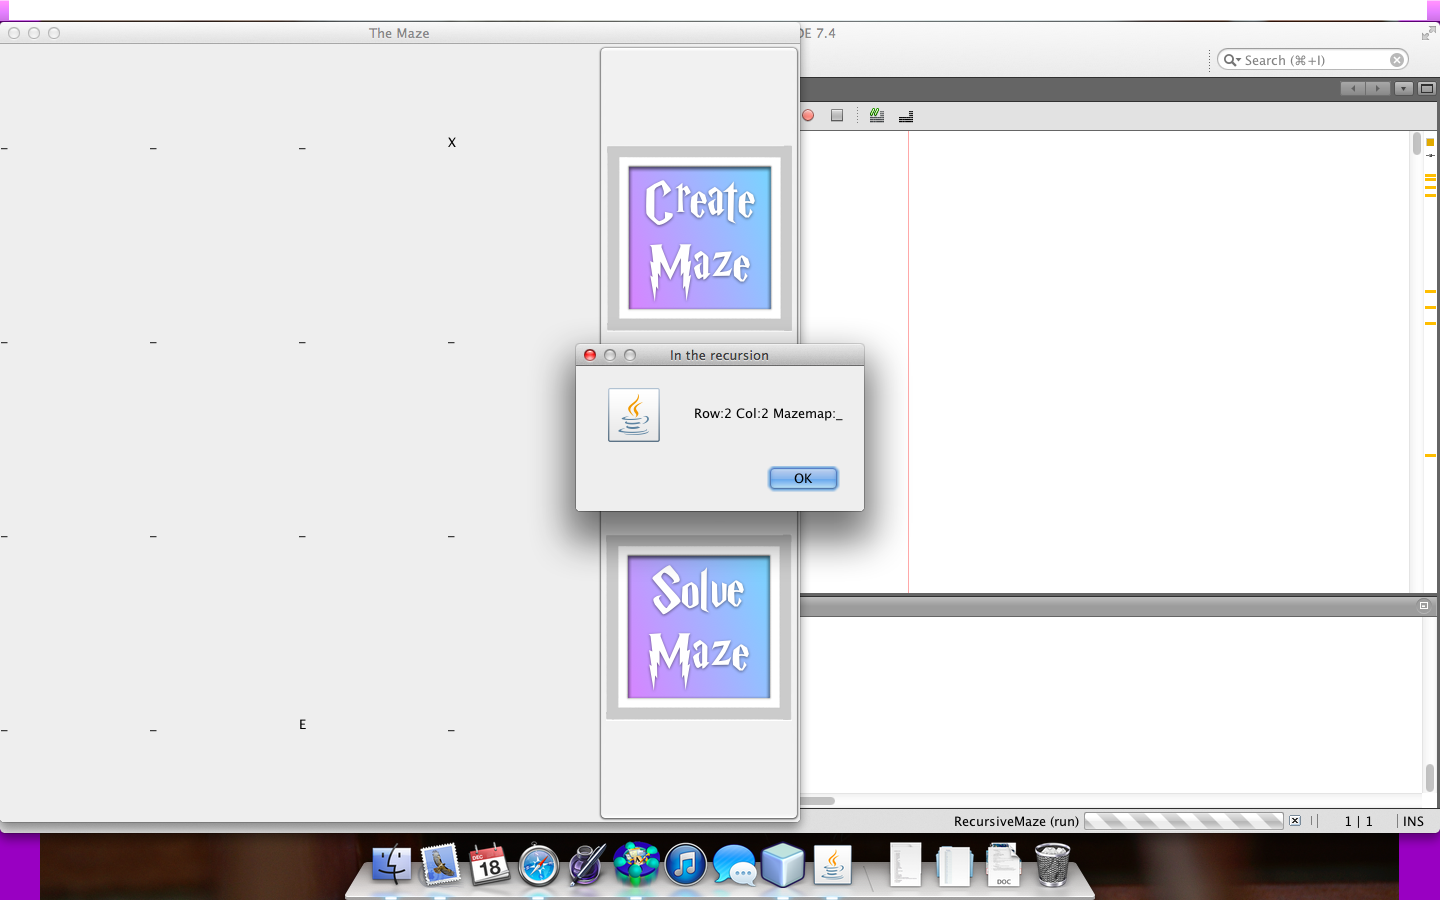 The Maze
DE 7.4
Search (⌘+I)
_ _ _ X
Create
Maze
_ _ _ _
In the recursion
Row:2 Col:2 Mazemap:_
OK
_ _ _ _
Solve
Maze
_ _ E _
RecursiveMaze (run)
1 | 1
INS
DEC
18
DOC